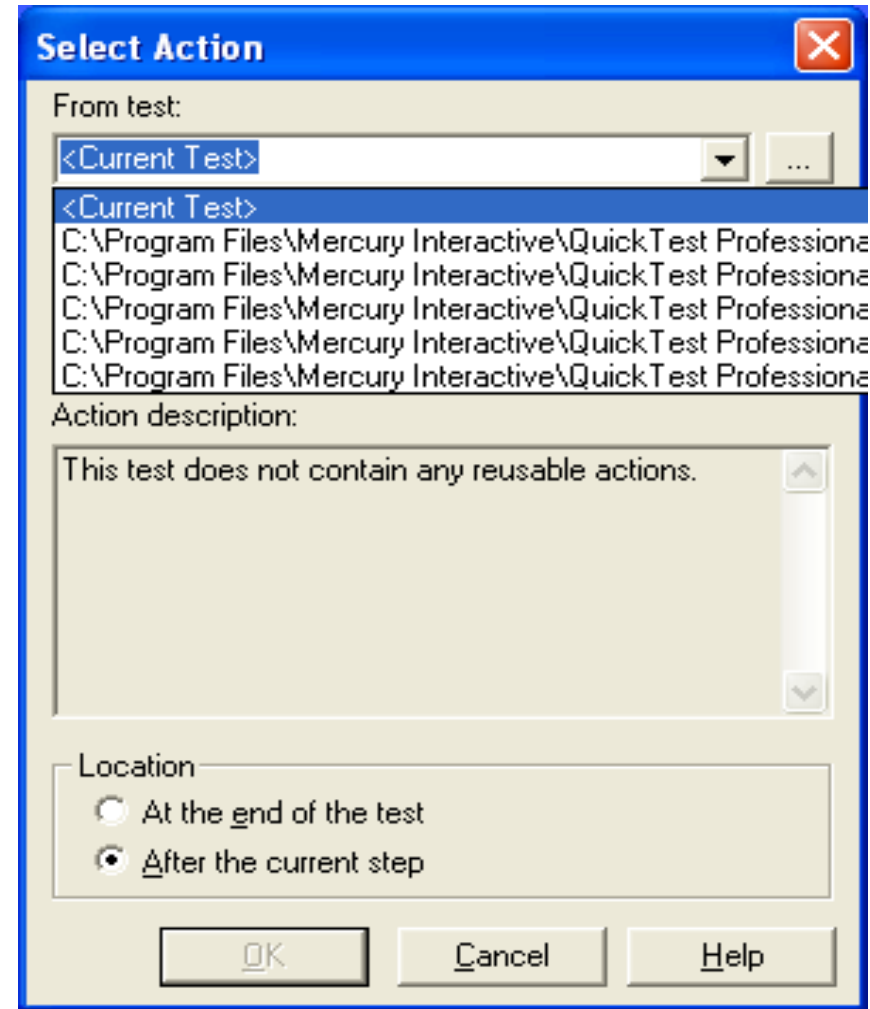 Select Action
From test:
<Current Test>
...
<Current Test>
C:\Program Files\Mercury Interactive\QuickTest Professiona
C:\Program Files\Mercury Interactive\QuickTest Professiona
C:\Program Files\Mercury Interactive\QuickTest Professiona
C:\Program Files\Mercury Interactive\QuickTest Professiona
C:\Program Files\Mercury Interactive\QuickTest Professiona
Action description:
This test does not contain any reusable actions.
Location
At the end of the test
After the current step
OK Cancel Help